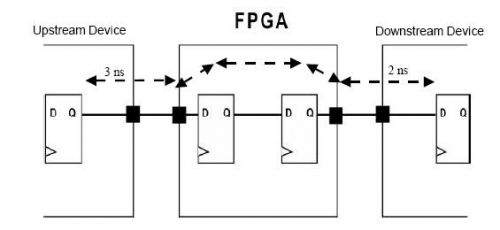 FPGA
Upstream Device
Downstream Device
3 ns
2 ns
D Q
D Q
D Q
D Q